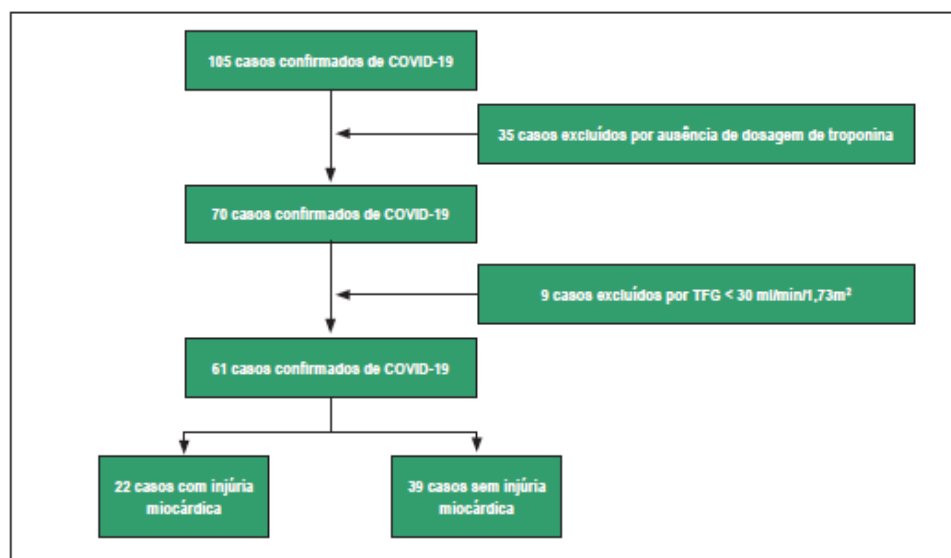 105 casos confirmados de COVID-19
35 casos excluídos por ausência de dosagem de troponina
70 casos confirmados de COVID-19
9 casos excluídos por TFG < 30 ml/min/1,73m²
61 casos confirmados de COVID-19
22 casos com injúria
miocárdica
39 casos sem injúria
miocárdica